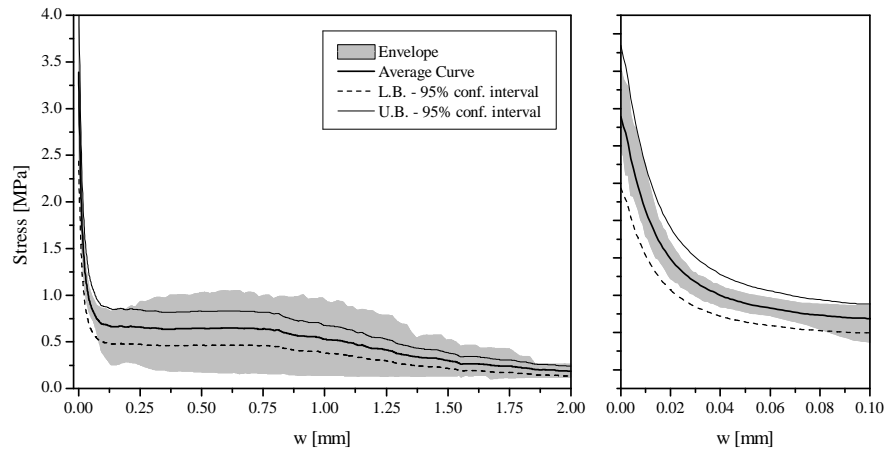 Envelope
Average Curve
L.B. - 95% conf. interval
U.B. - 95% conf. interval
Stress [MPa]
4.0
3.5
3.0
2.5
2.0
1.5
1.0
0.5
0.0
0.00 0.25 0.50 0.75 1.00 1.25 1.50 1.75 2.00
w [mm]
0.00 0.02 0.04 0.06 0.08 0.10
w [mm]